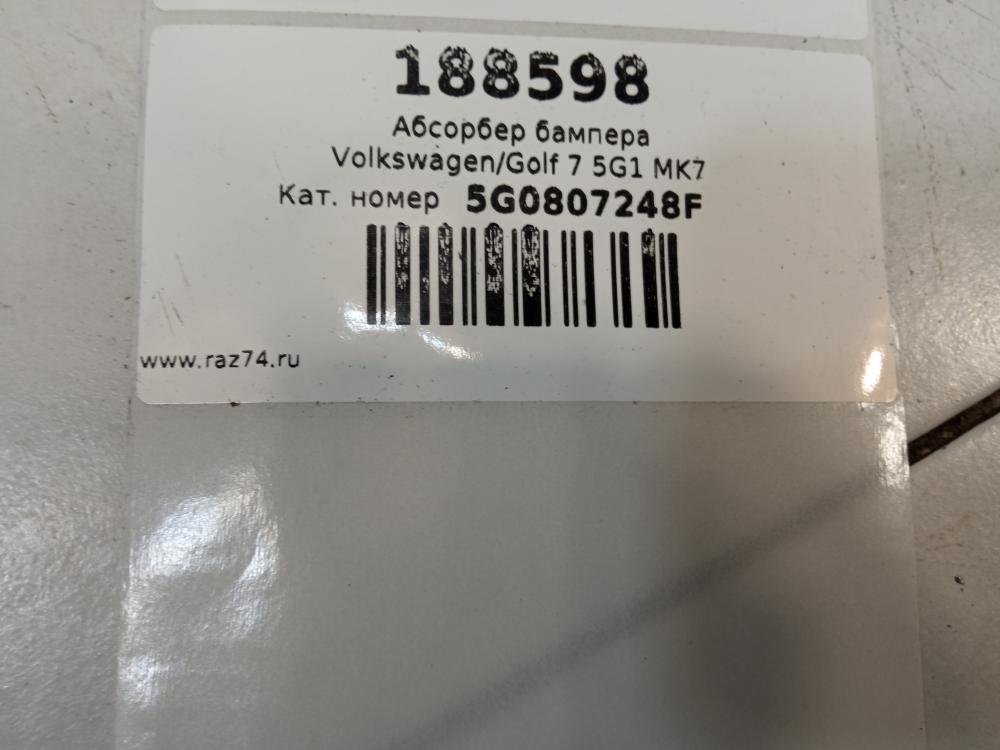 188598
Абсорбер бампера
Volkswagen/Golf 7 5G1 MK7
Кат. номер 5G0807248F
www.raz74.ru